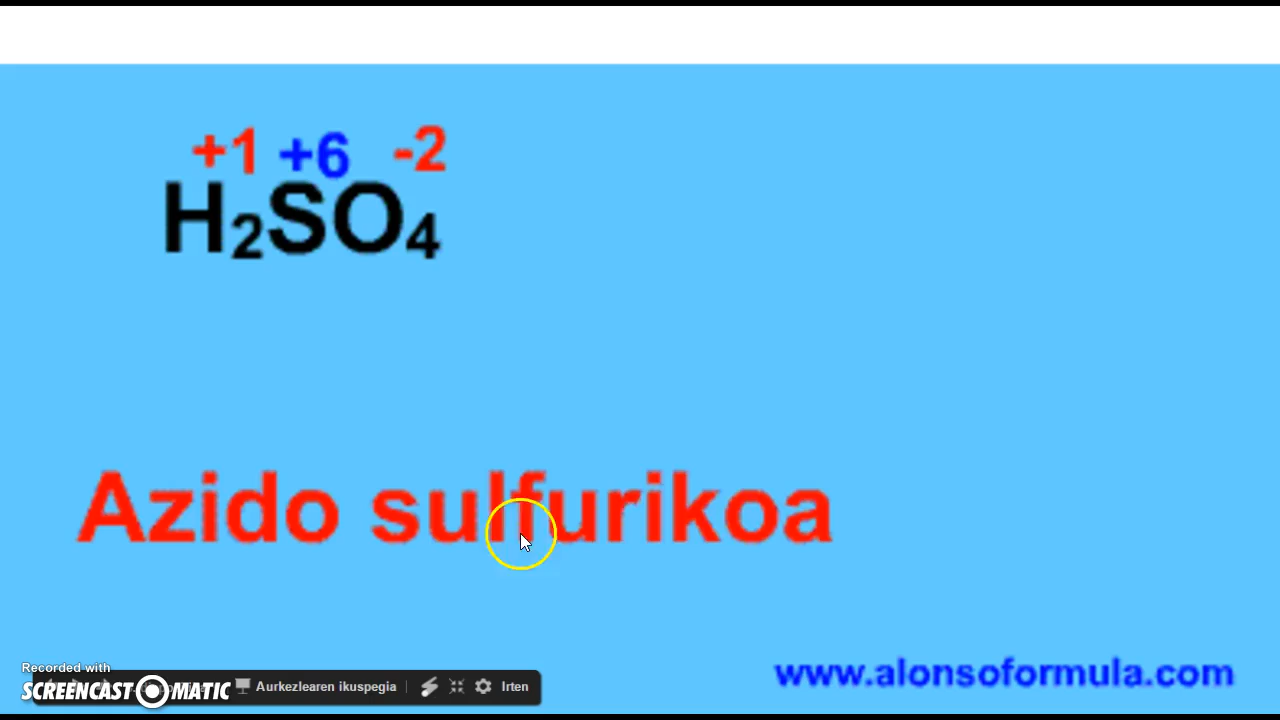 +1 +6 -2
H₂SO₄
Azido sulfurikoa
www.alonsoformula.com
Recorded with
SCREENCAST MATIC
Aurkezlearen ikuspegia
Irten